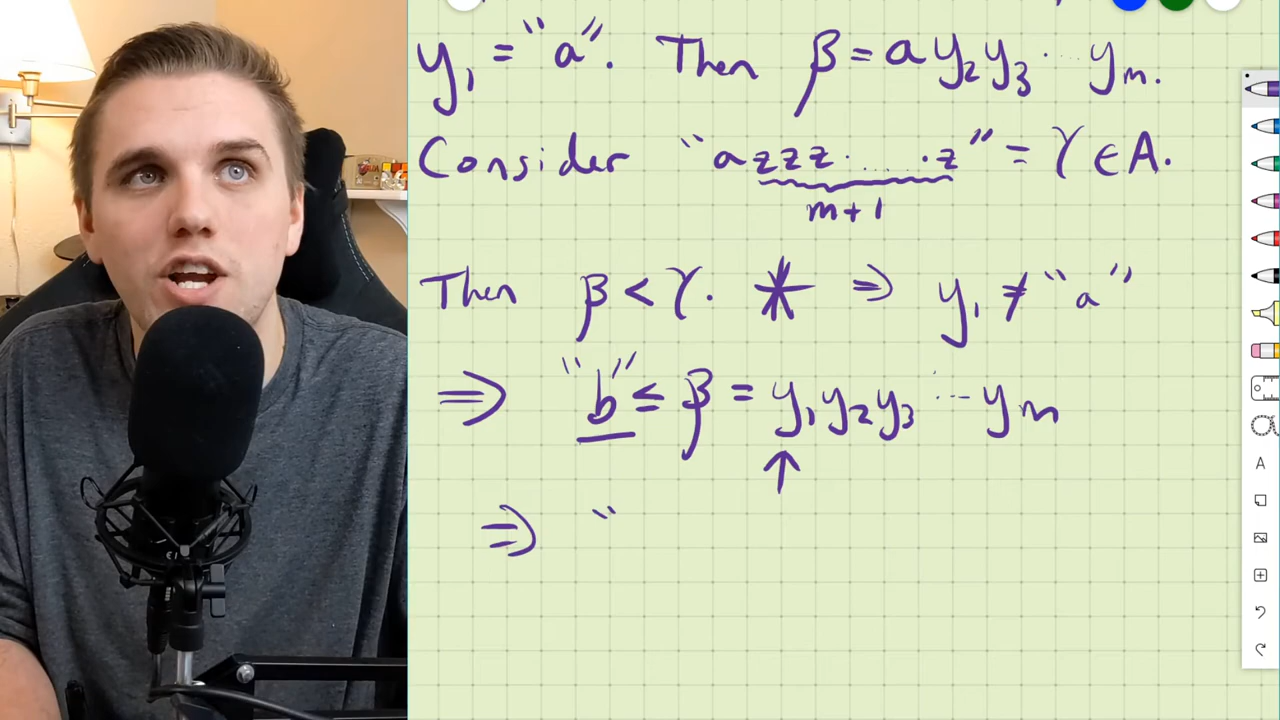 y₁ = “a”. Then β = a y₂ y₃ ... yₘ.
Consider “a z z z . ... . z” = γ ∈ A.
m+1
Then β < γ. * ⇒ y₁ ≠ “a”
⇒ “b” ≤ β = y₁ y₂ y₃ ... yₘ
↑
⇒ “
A